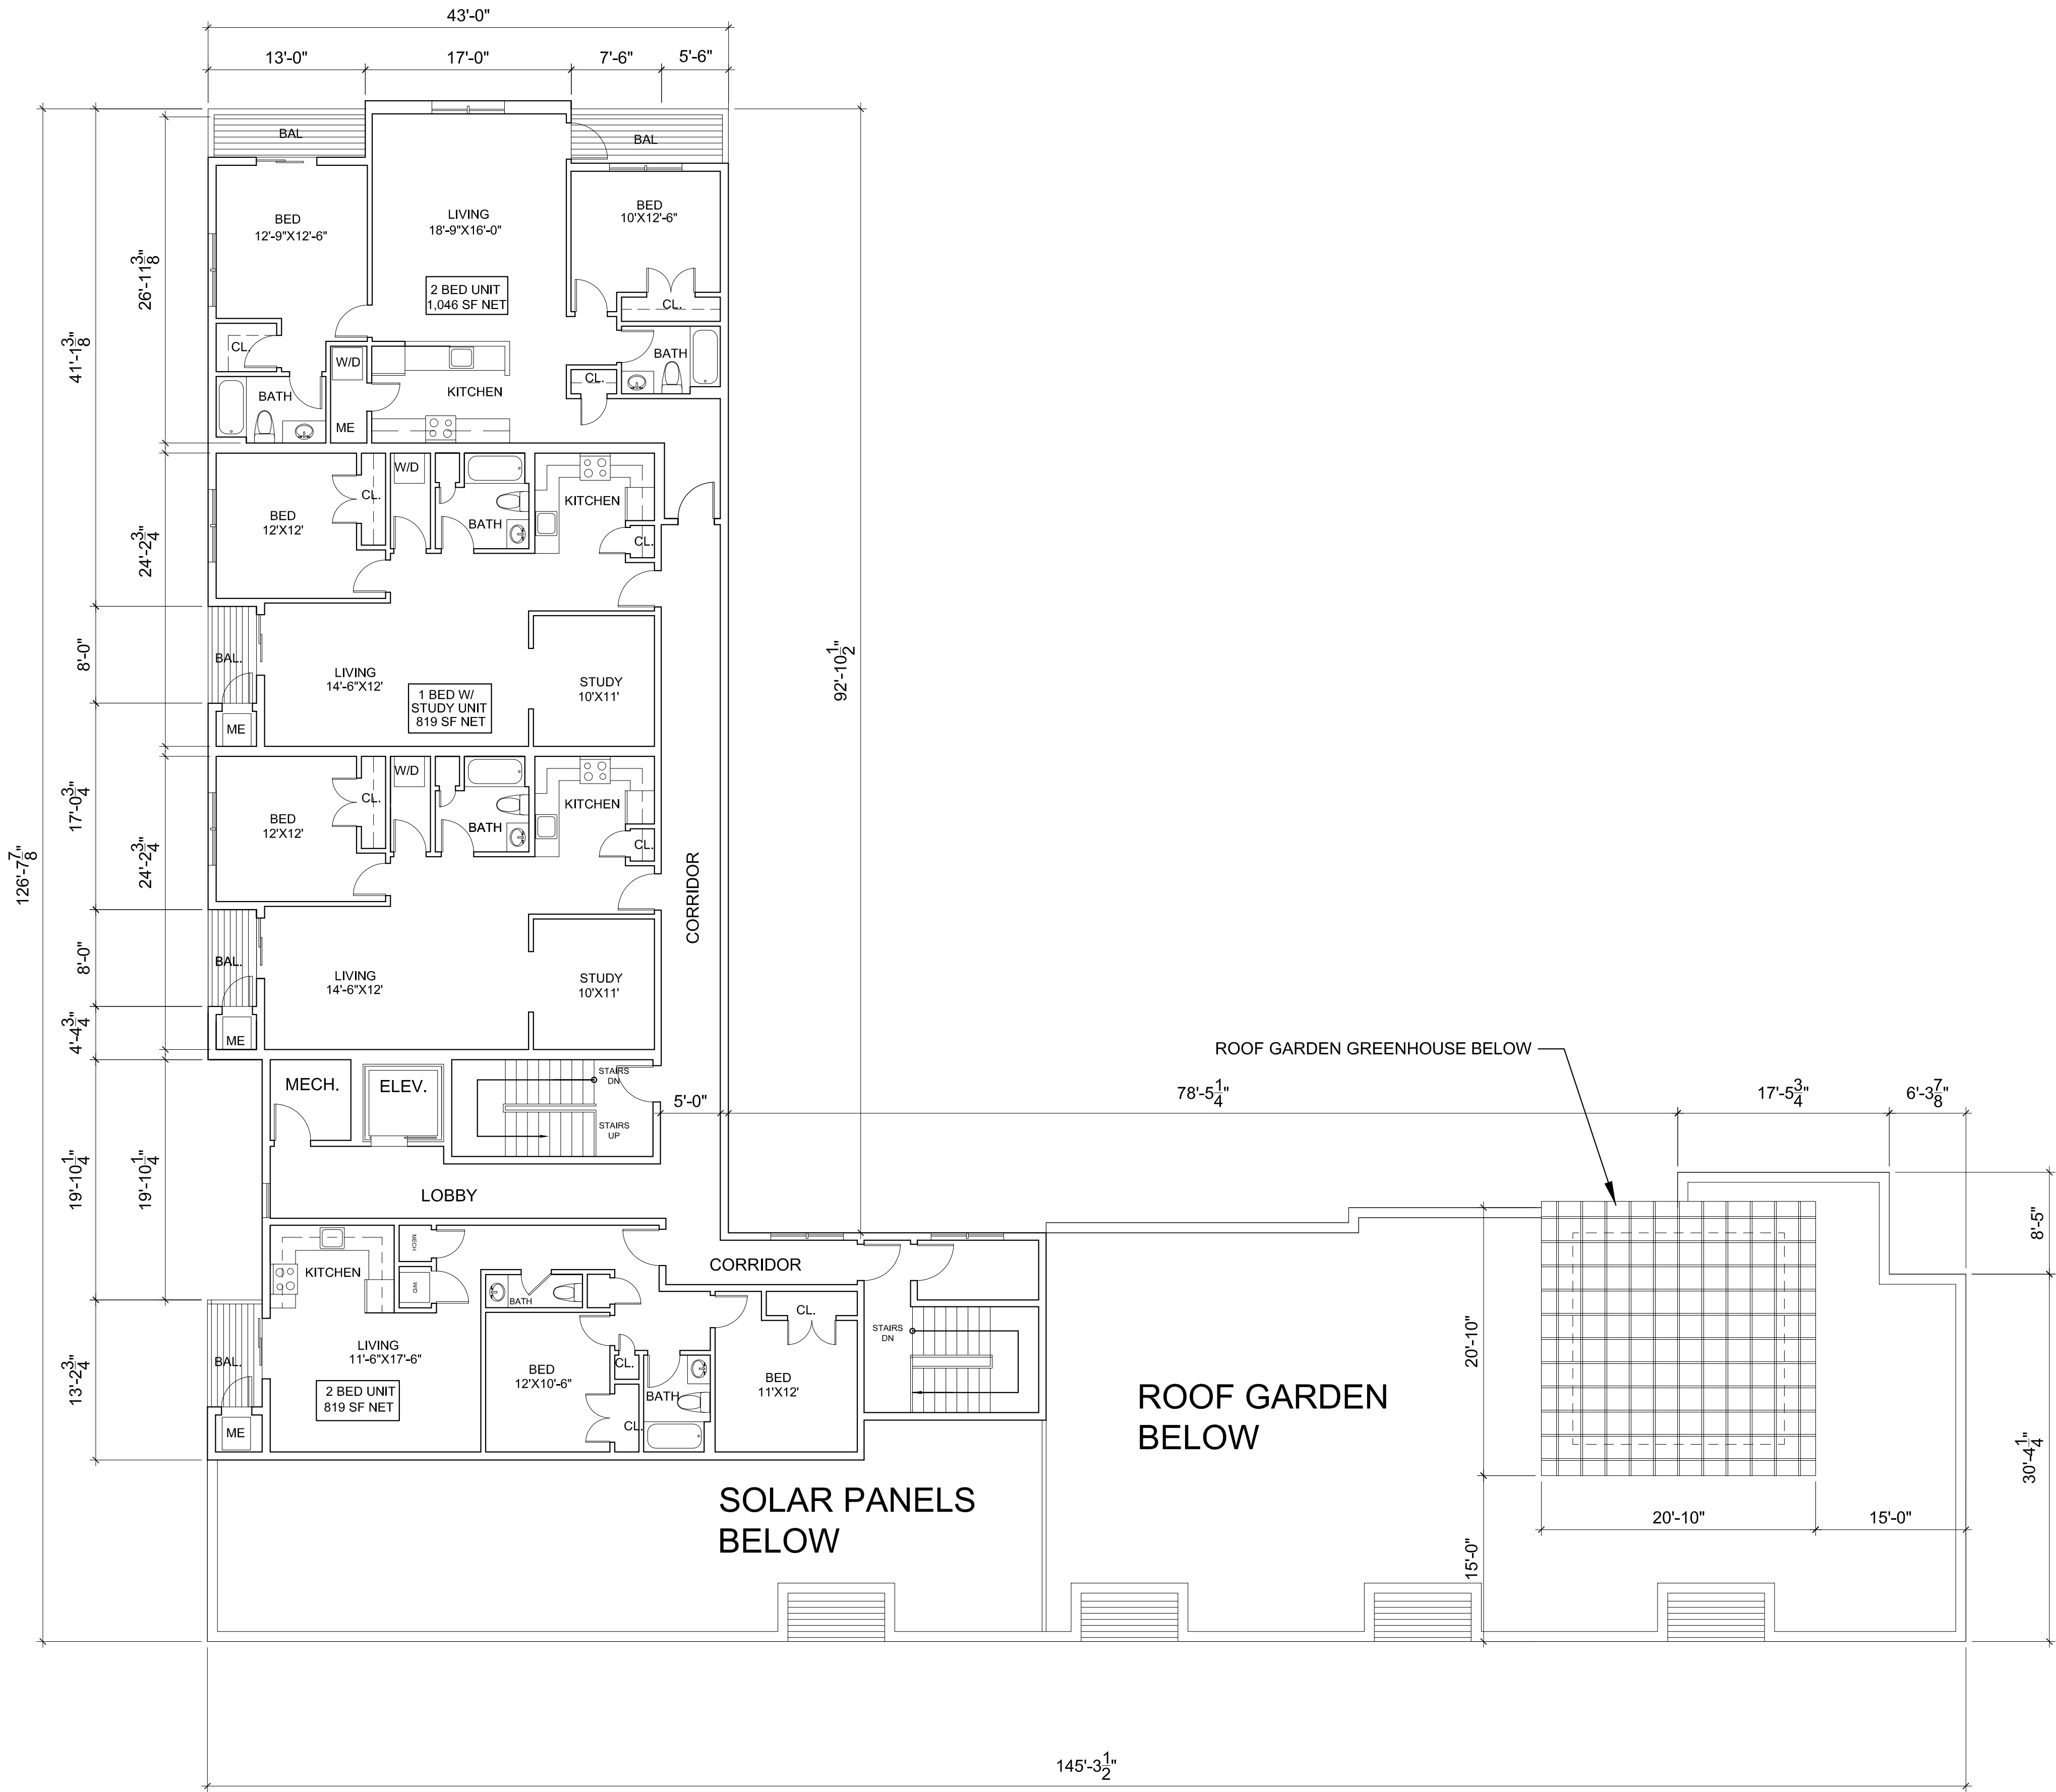 43'-0"
13'-0"
17'-0"
7'-6"
5'-6"
BAL
BAL
BED
12'-9"X12'-6"
LIVING
18'-9"X16'-0"
BED
10'X12'-6"
2 BED UNIT
1,046 SF NET
CL.
CL.
W/D
BATH
KITCHEN
CL.
BATH
ME
26'-11 3/8"
41'-1 3/8"
W/D
CL.
BED
12'X12'
BATH
KITCHEN
CL.
24'-2 3/4"
8'-0"
BAL.
LIVING
14'-6"X12'
STUDY
10'X11'
1 BED W/
STUDY UNIT
819 SF NET
ME
92'-10 1/2"
W/D
CL.
BED
12'X12'
BATH
KITCHEN
CL.
17'-0 3/4"
24'-2 3/4"
126'-7 7/8"
CORRIDOR
8'-0"
BAL.
LIVING
14'-6"X12'
STUDY
10'X11'
4'-4 3/4"
ME
MECH.
ELEV.
STAIRS
DN
STAIRS
UP
5'-0"
ROOF GARDEN GREENHOUSE BELOW
78'-5 1/4"
17'-5 3/4"
6'-3 7/8"
19'-10 1/4"
19'-10 1/4"
LOBBY
8'-5"
MECH
KITCHEN
W/D
BATH
CORRIDOR
CL.
STAIRS
DN
LIVING
11'-6"X17'-6"
BAL.
2 BED UNIT
819 SF NET
BED
12'X10'-6"
CL.
BATH
BED
11'X12'
CL.
ME
13'-2 3/4"
20'-10"
ROOF GARDEN
BELOW
30'-4 1/4"
SOLAR PANELS
BELOW
20'-10"
15'-0"
15'-0"
145'-3 1/2"